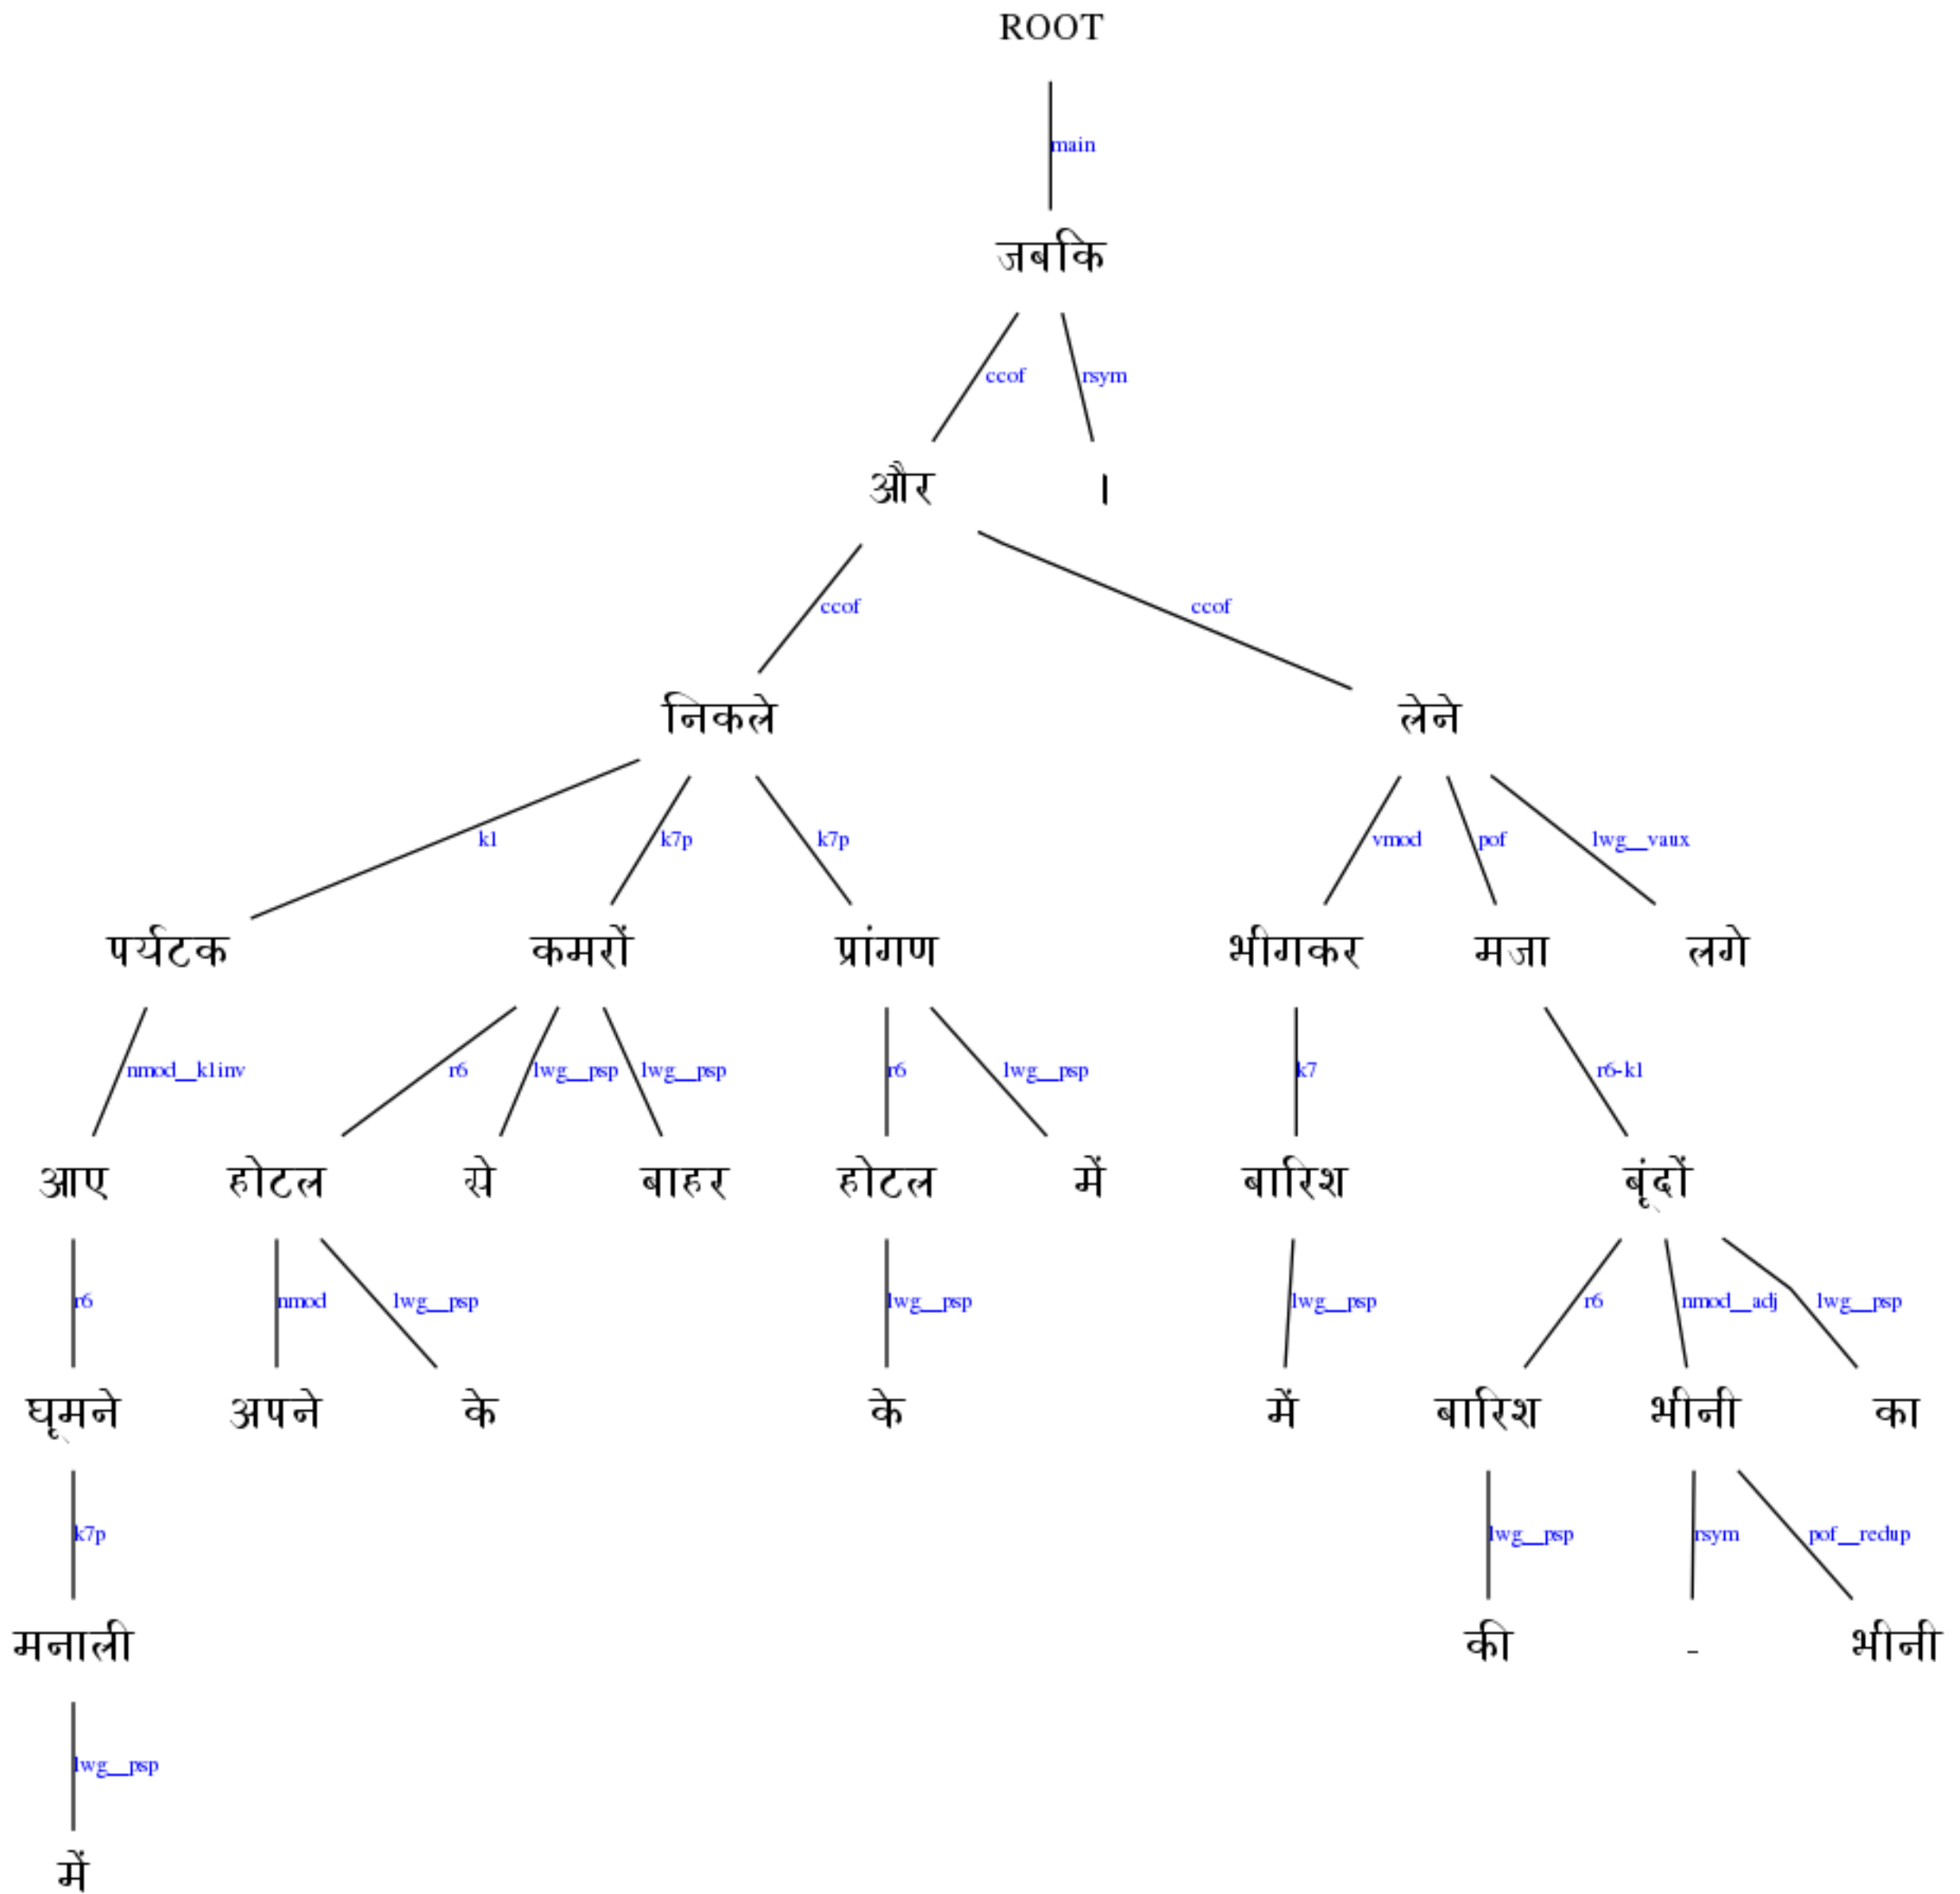 ROOT
main
जबकि
ccof rsym
और ।
ccof ccof
निकले लेने
k1 k7p k7p vmod pof lwg__vaux
पर्यटक कमरों प्रांगण भीगकर मजा लगे
nmod__k1inv r6 lwg__psp lwg__psp r6 lwg__psp k7 r6-k1
आए होटल से बाहर होटल में बारिश बूंदों
r6 nmod lwg__psp lwg__psp lwg__psp r6 nmod__adj lwg__psp
घूमने अपने के के में बारिश भीनी का
k7p lwg__psp rsym pof__redup
मनाली की - भीनी
lwg__psp
में